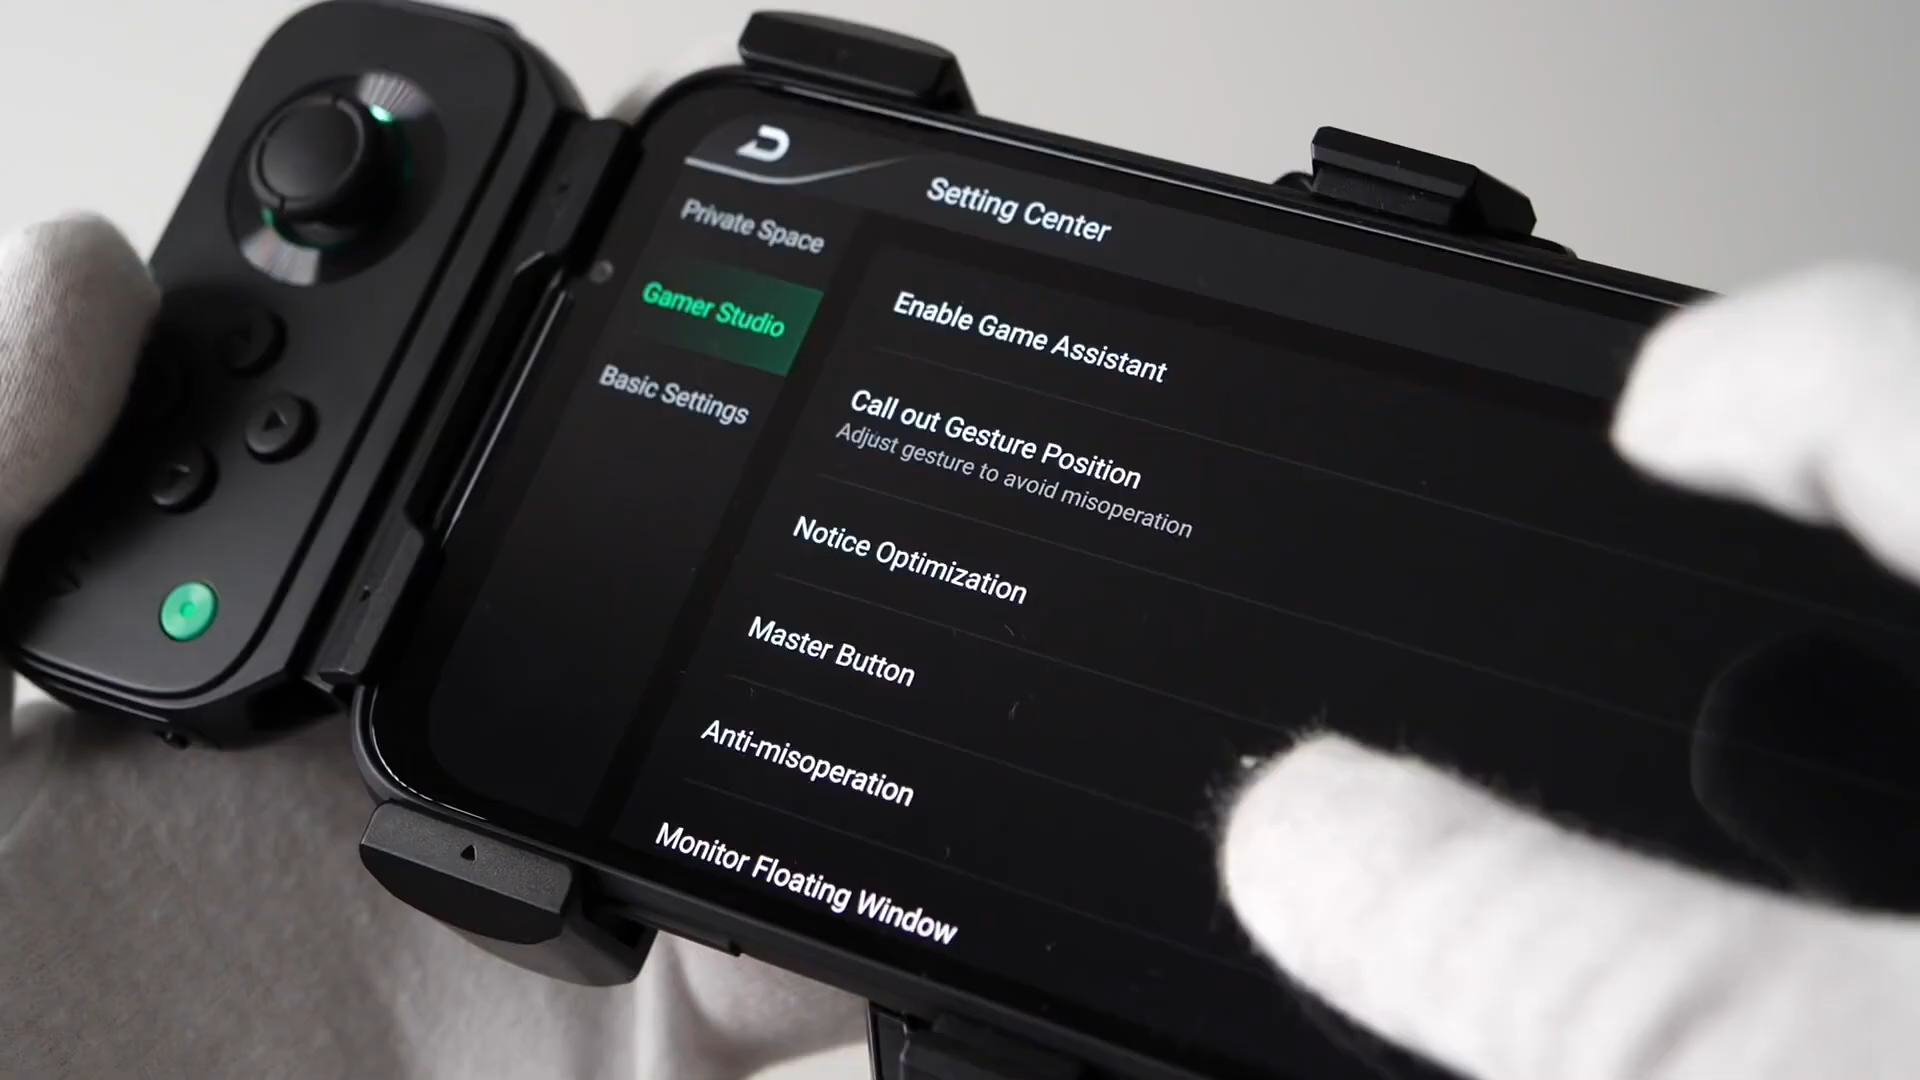 Setting Center
Private Space
Gamer Studio
Basic Settings
Enable Game Assistant
Call out Gesture Position
Adjust gesture to avoid misoperation
Notice Optimization
Master Button
Anti-misoperation
Monitor Floating Window